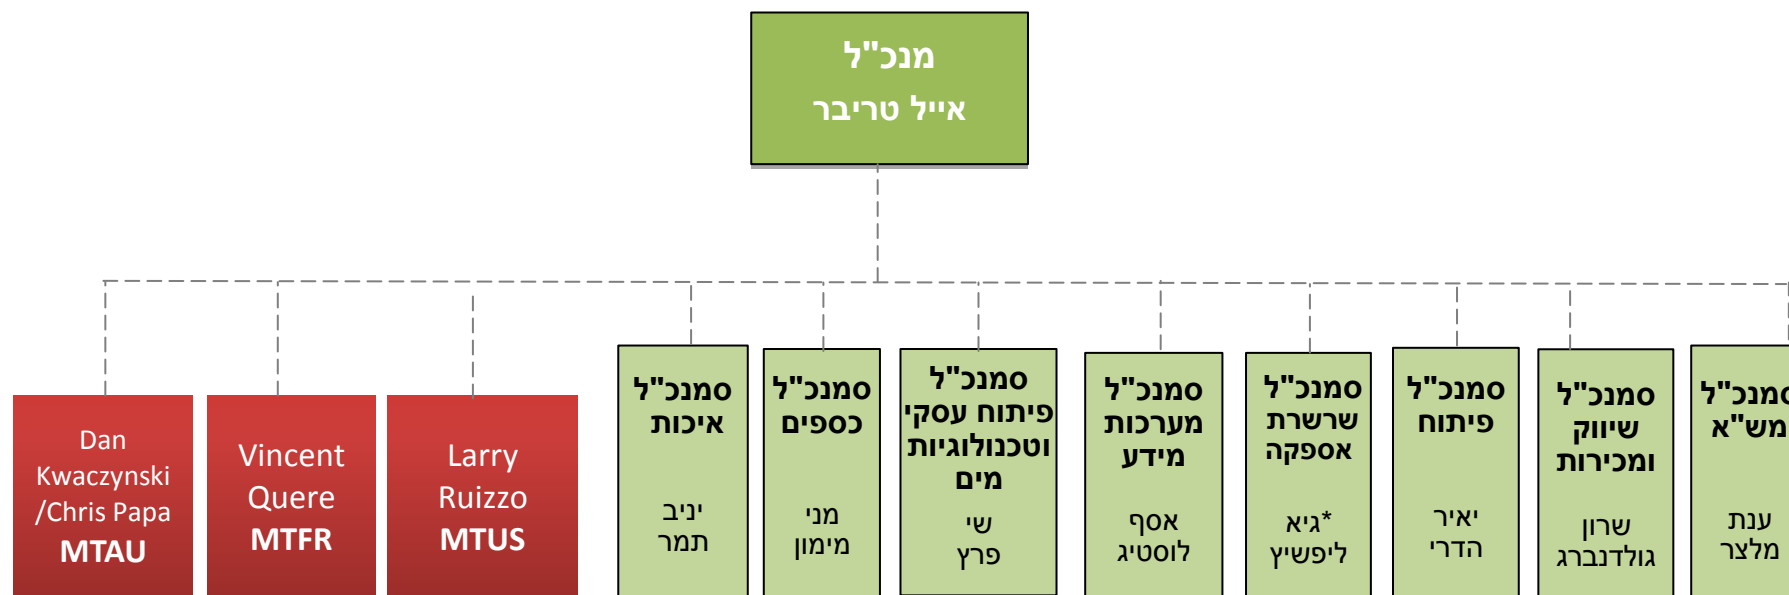 מנכ"ל
אייל טריבר
סמנכ"ל
מש"א
ענת
מלצר
סמנכ"ל
שיווק
ומכירות
שרון
גולדנברג
סמנכ"ל
פיתוח
יאיר
הדרי
סמנכ"ל
שרשרת
אספקה
*גיא
ליפשיץ
סמנכ"ל
מערכות
מידע
אסף
לוסטיג
סמנכ"ל
פיתוח עסקי
וטכנולוגיות
מים
שי
פרץ
סמנכ"ל
כספים
מני
מימון
סמנכ"ל
איכות
יניב
תמר
Larry
Ruizzo
MTUS
Vincent
Quere
MTFR
Dan
Kwaczynski
/Chris Papa
MTAU